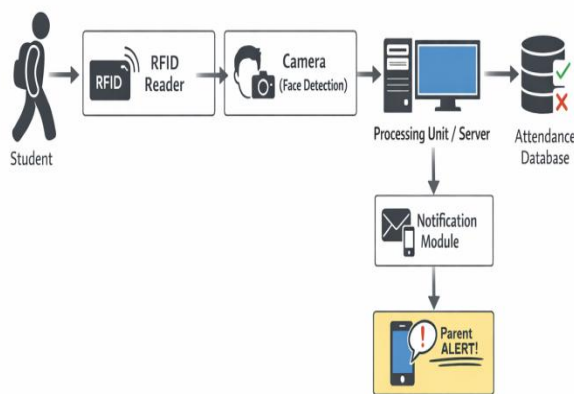 Student
RFID
RFID
Reader
Camera
(Face Detection)
Processing Unit / Server
Attendance
Database
Notification
Module
Parent
ALERT!